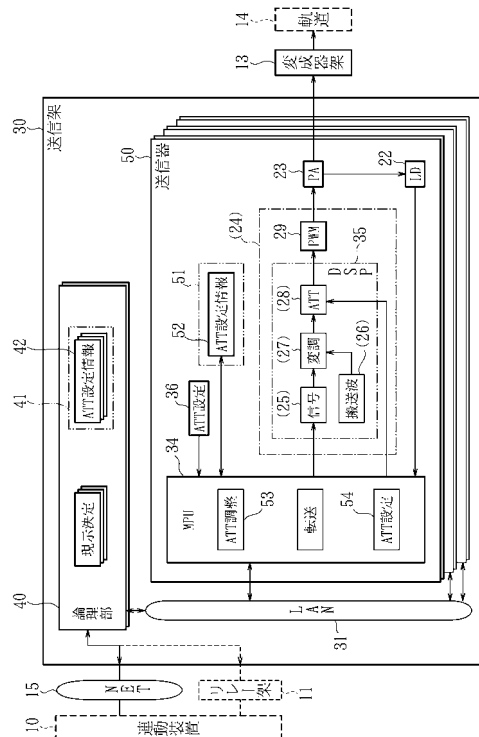 10
連動装置
15
NET
リレー架
11
30
送信架
40
論理部
現示決定
41
42
ATT設定情報
LAN
31
50
送信器
34
MPU
ATT調整
53
転送
ATT設定
54
36
ATT設定
51
52
ATT設定情報
(24)
35
DSP
(25)
信号
(27)
変調
(28)
ATT
(26)
搬送波
29
PWM
23
PA
22
LD
13
変成器架
14
軌道